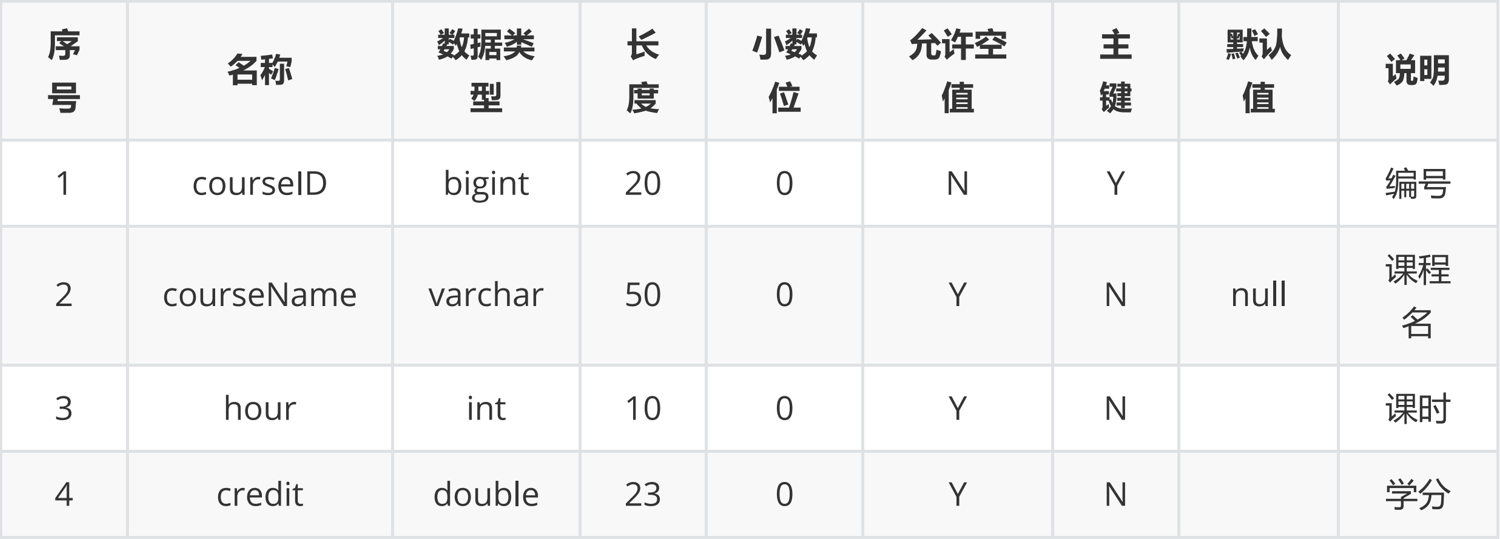 序号 名称 数据类型 长度 小数位 允许空值 主键 默认值 说明
1 courseID bigint 20 0 N Y 编号
2 courseName varchar 50 0 Y N null 课程名
3 hour int 10 0 Y N 课时
4 credit double 23 0 Y N 学分